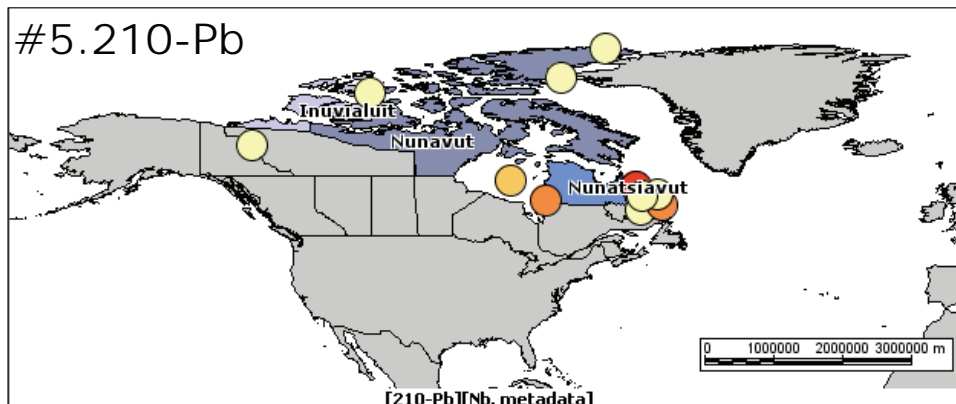 #5.210-Pb
Inuvialuit
Nunavut
Nunatsiavut
0 1000000 2000000 3000000 m
[210-Pb][Nb. metadata]